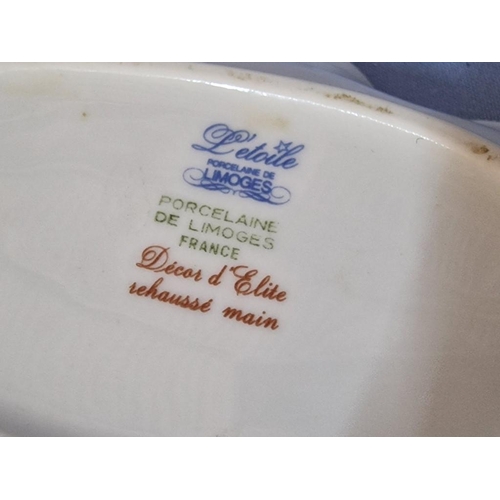 L'etoile
PORCELAINE DE
LIMOGES
PORCELAINE
DE LIMOGES
FRANCE
Décor d'Elite
rehaussé main